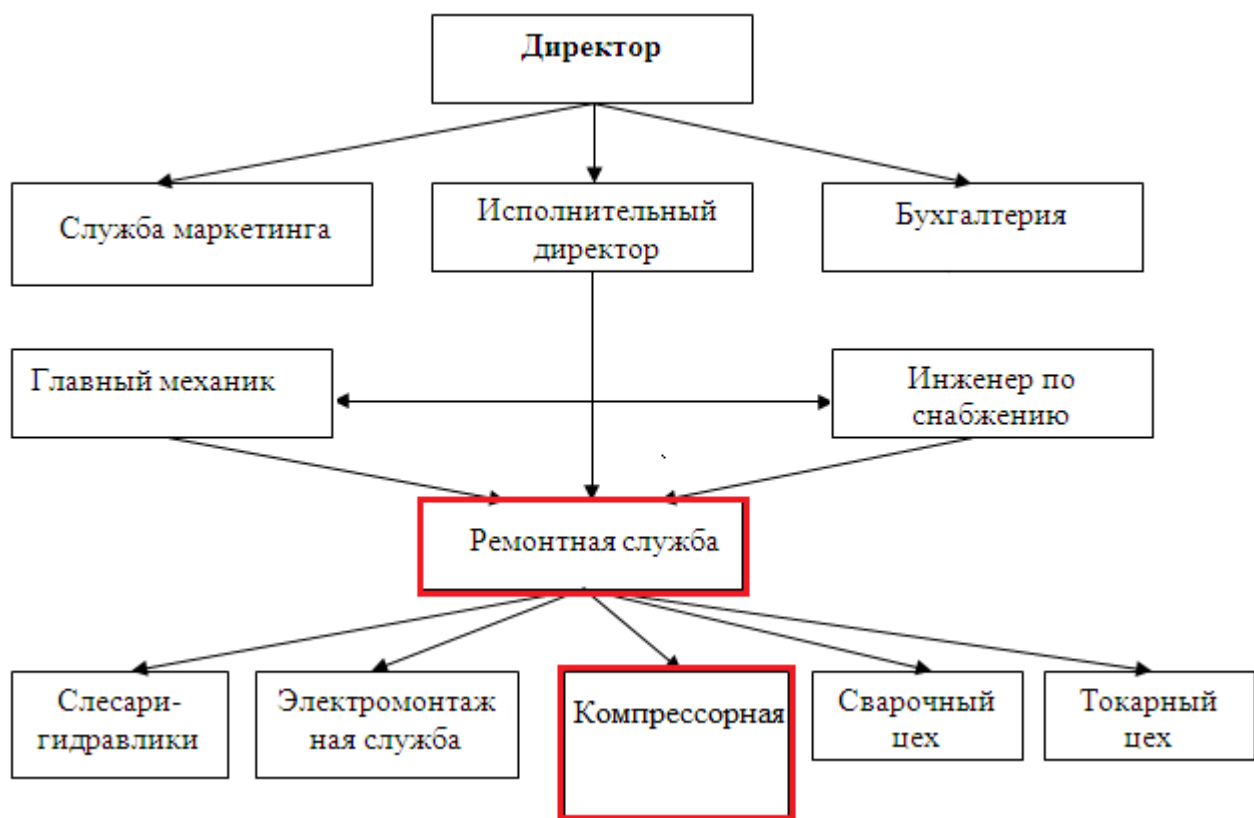 Директор
Служба маркетинга
Исполнительный
директор
Бухгалтерия
Главный механик
Инженер по
снабжению
Ремонтная служба
Слесари-
гидравлики
Электромонтаж
ная служба
Компрессорная
Сварочный
цех
Токарный
цех